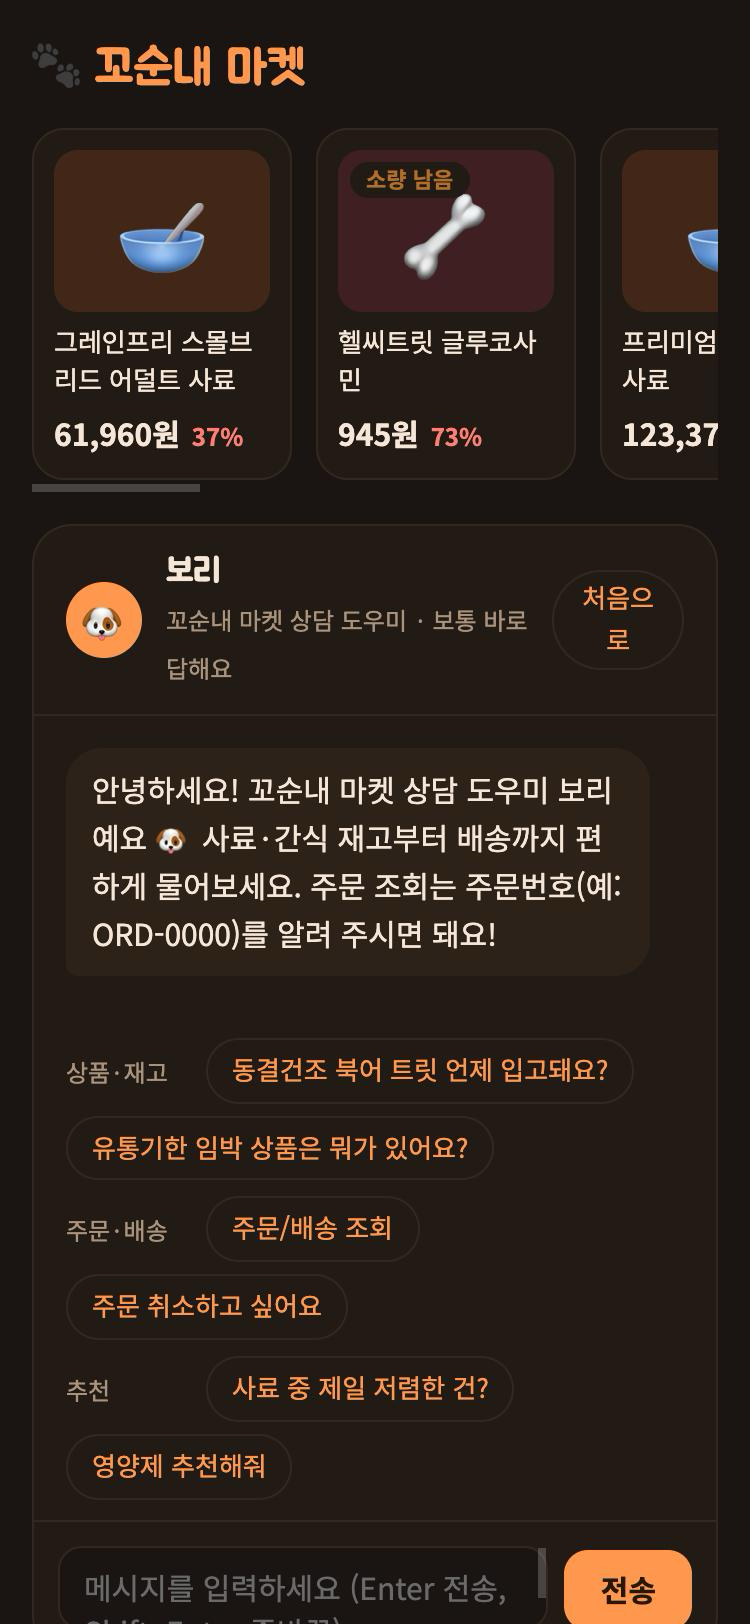 꼬순내 마켓
소량 남음
그레인프리 스몰브
리드 어덜트 사료
61,960원 37%
헬씨트릿 글루코사
민
945원 73%
프리미엄
사료
123,37
보리
꼬순내 마켓 상담 도우미 · 보통 바로
답해요
처음으
로
안녕하세요! 꼬순내 마켓 상담 도우미 보리
예요 🐶 사료·간식 재고부터 배송까지 편
하게 물어보세요. 주문 조회는 주문번호(예:
ORD-0000)를 알려 주시면 돼요!
상품·재고 동결건조 북어 트릿 언제 입고돼요?
유통기한 임박 상품은 뭐가 있어요?
주문·배송 주문/배송 조회
주문 취소하고 싶어요
추천 사료 중 제일 저렴한 건?
영양제 추천해줘
메시지를 입력하세요 (Enter 전송,
전송